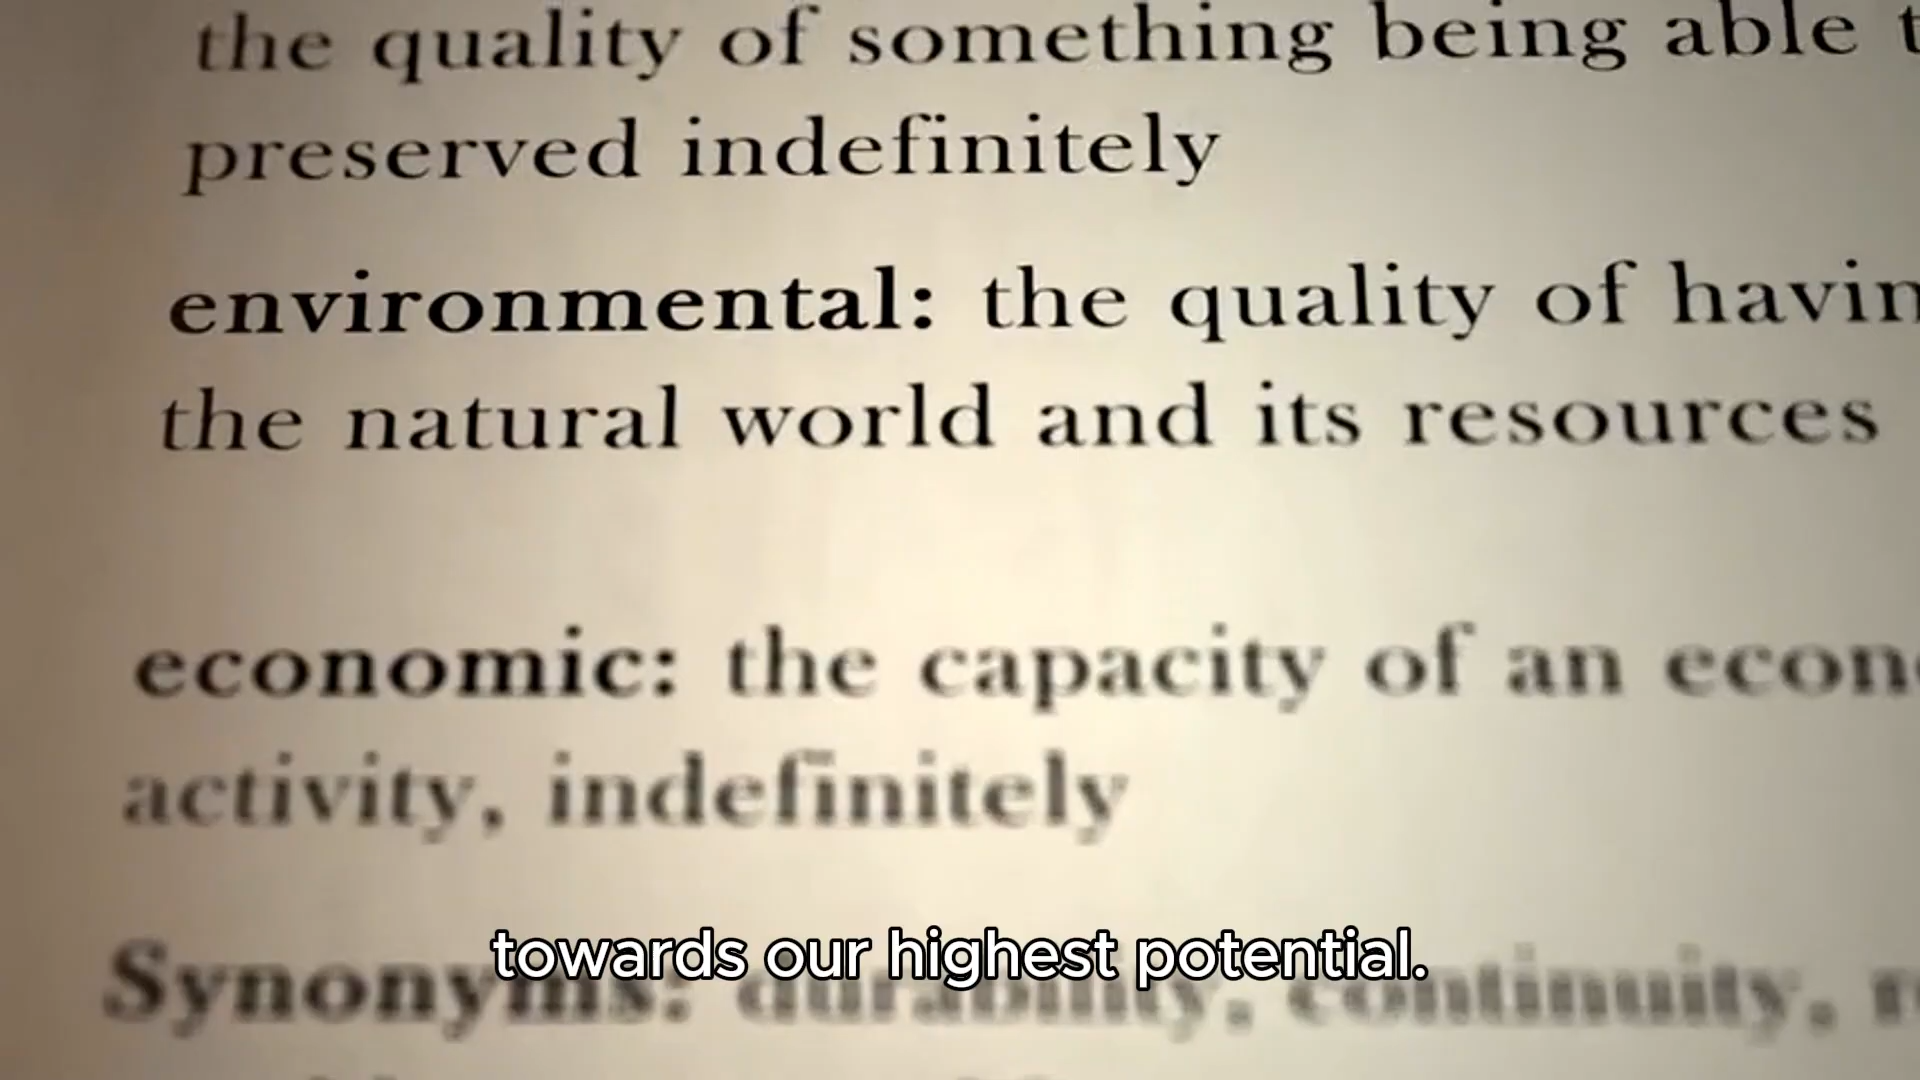 the quality of something being able
preserved indefinitely
environmental: the quality of havin
the natural world and its resources
economic: the capacity of an econ
activity, indefinitely
towards our highest potential.
Synonyms: durability, continuity,